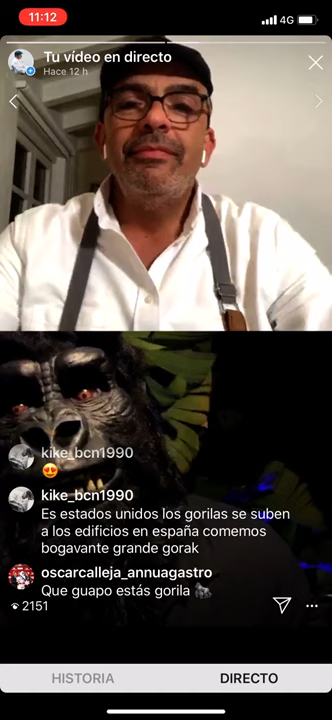 11:12
4G
Tu vídeo en directo
Hace 12 h
kike_bcn1990
😍
kike_bcn1990
Es estados unidos los gorilas se suben
a los edificios en españa comemos
bogavante grande gorak
oscarcalleja_annuagastro
Que guapo estás gorila 🦍
2151
HISTORIA
DIRECTO